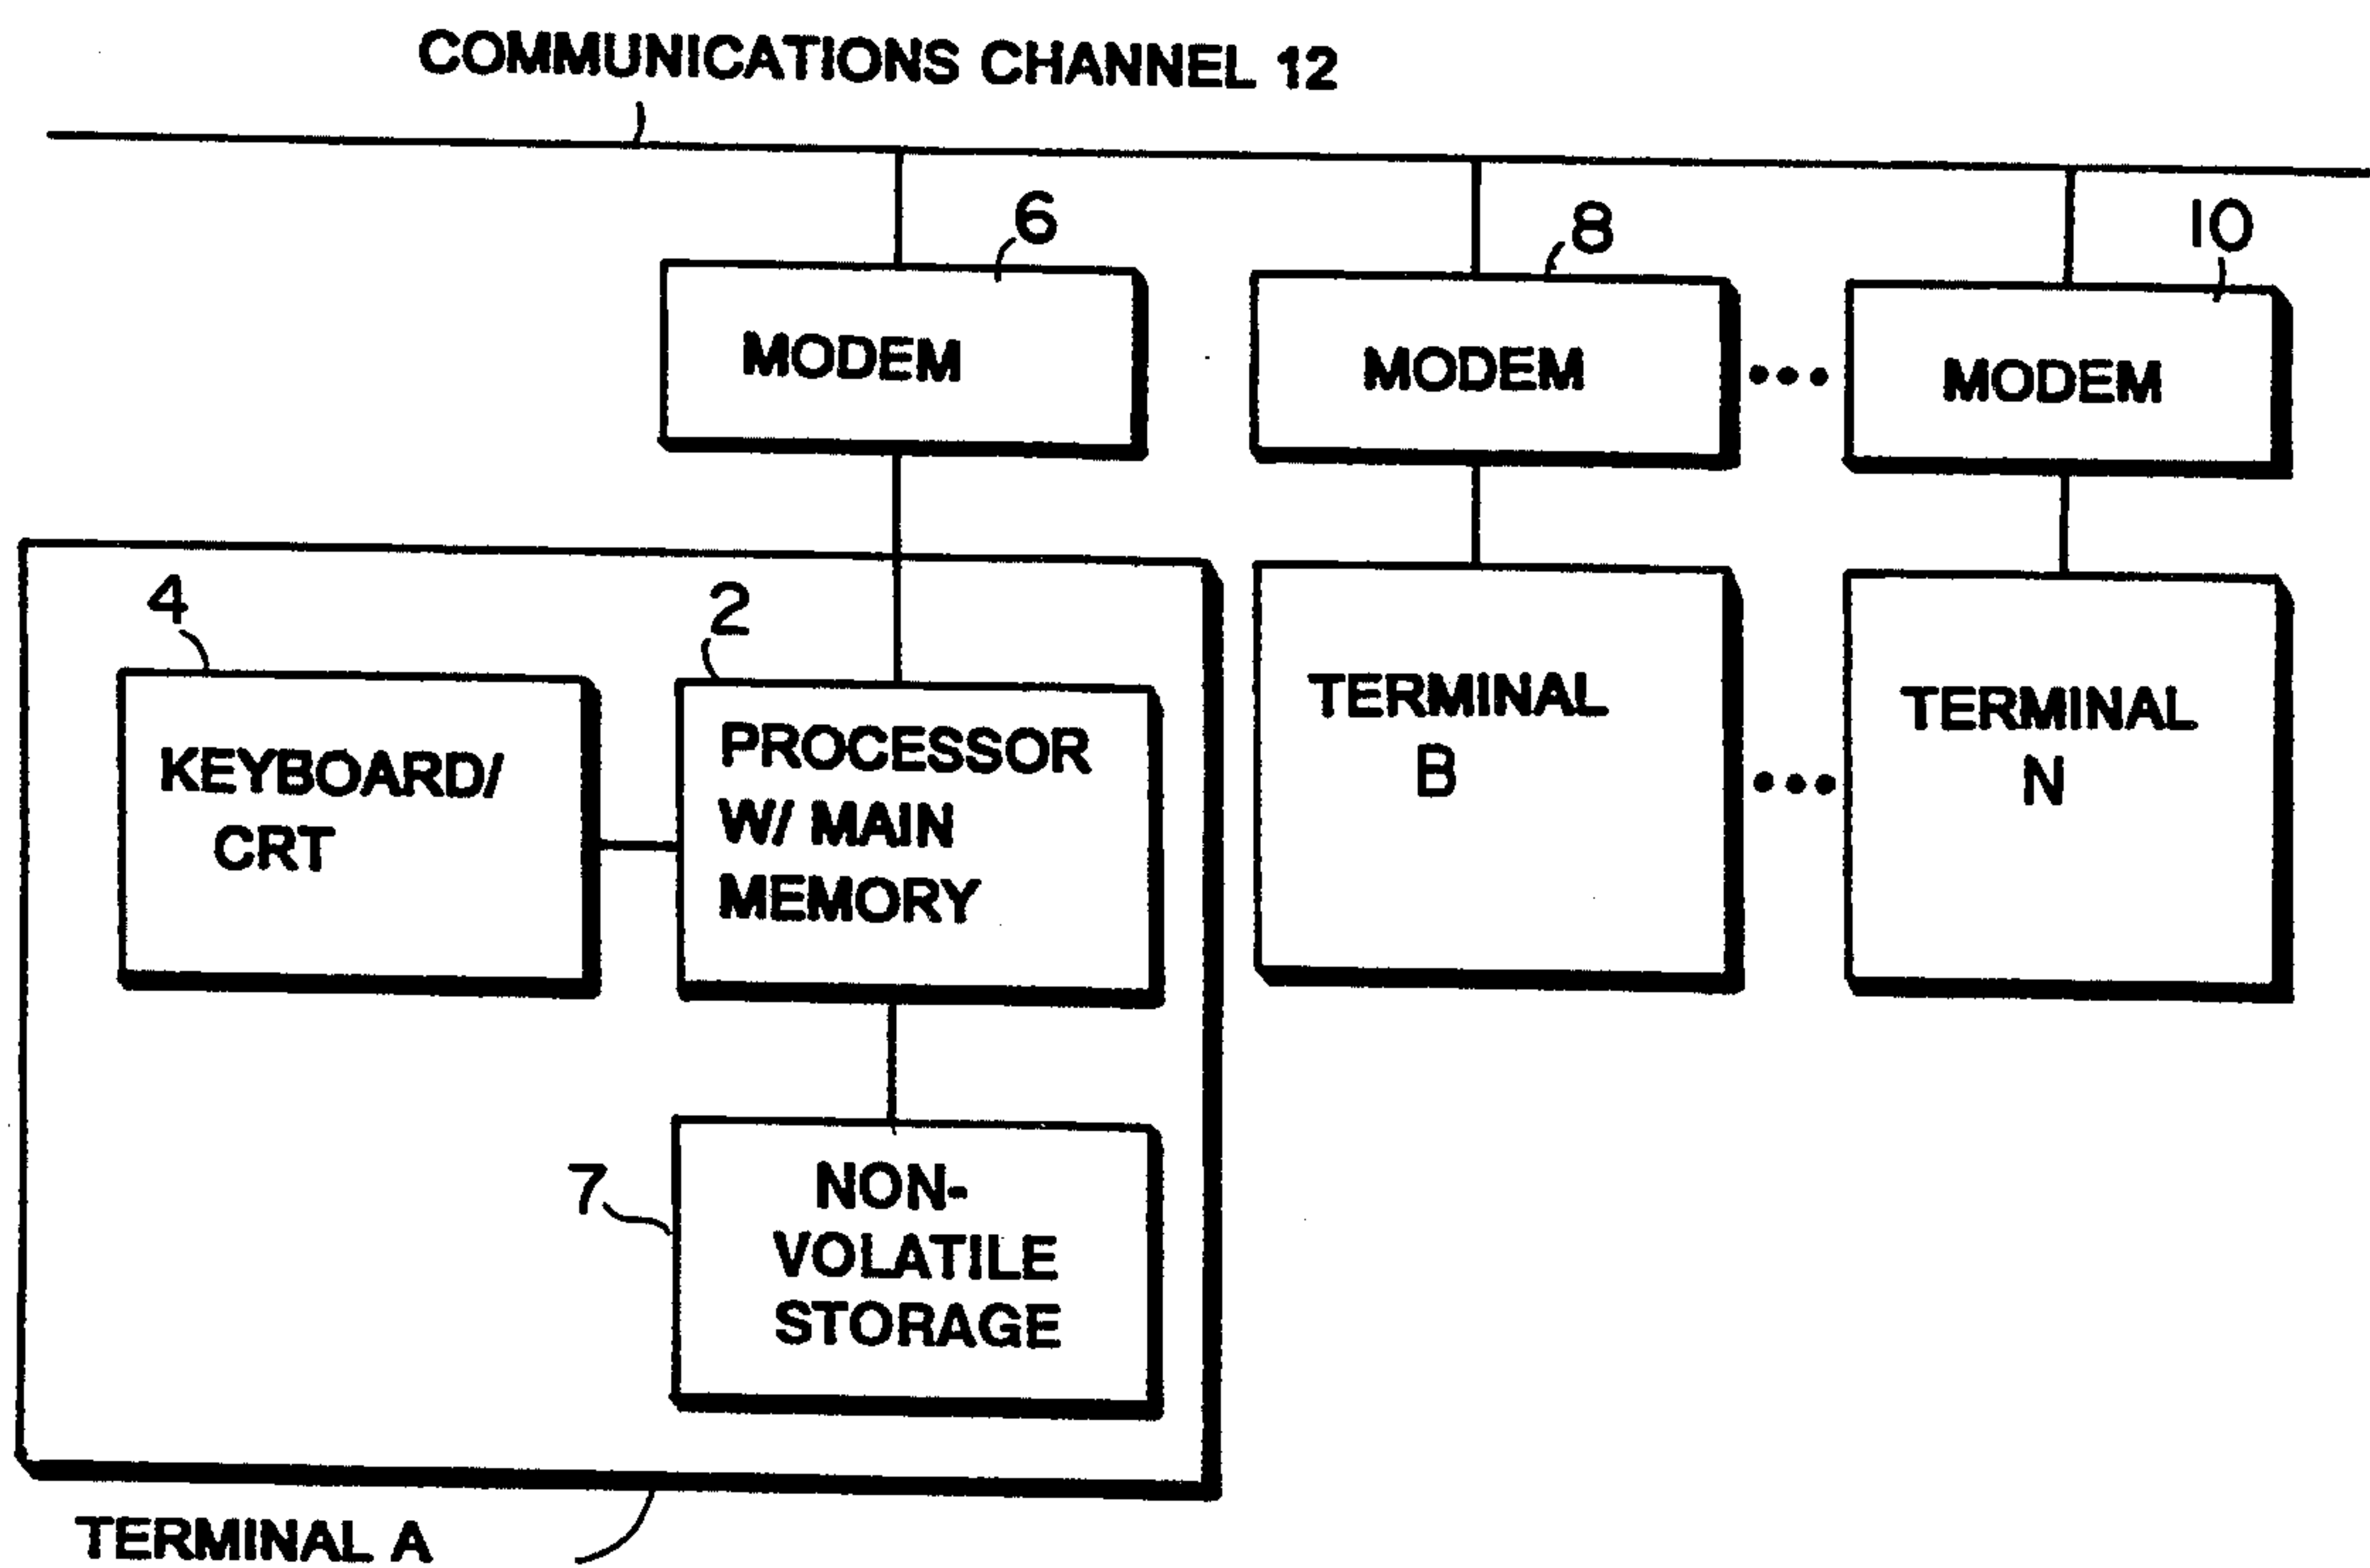 COMMUNICATIONS CHANNEL 12
6
8
10
MODEM
MODEM
MODEM
4
2
KEYBOARD/
CRT
PROCESSOR
W/ MAIN
MEMORY
TERMINAL
B
TERMINAL
N
7
NON-
VOLATILE
STORAGE
TERMINAL A